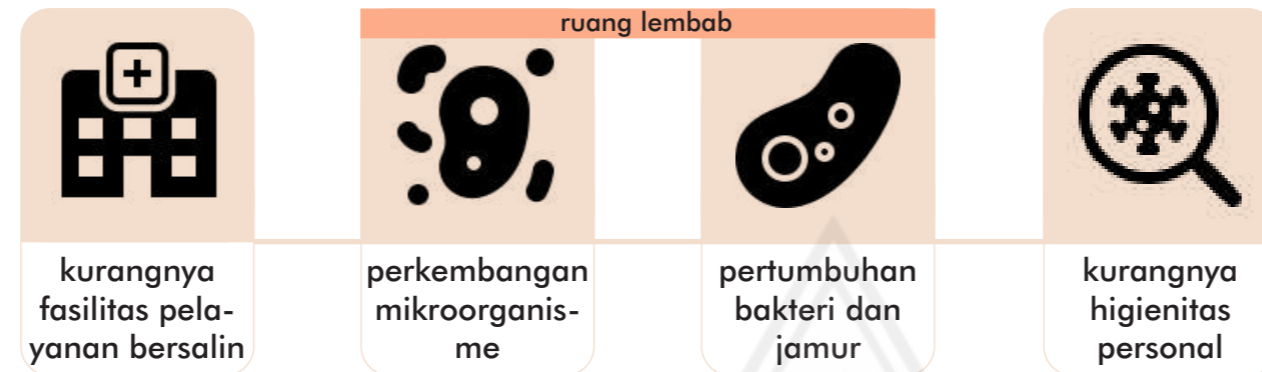 ruang lembab
kurangnya
fasilitas pela-
yanan bersalin
perkembangan
mikroorganis-
me
pertumbuhan
bakteri dan
jamur
kurangnya
higienitas
personal